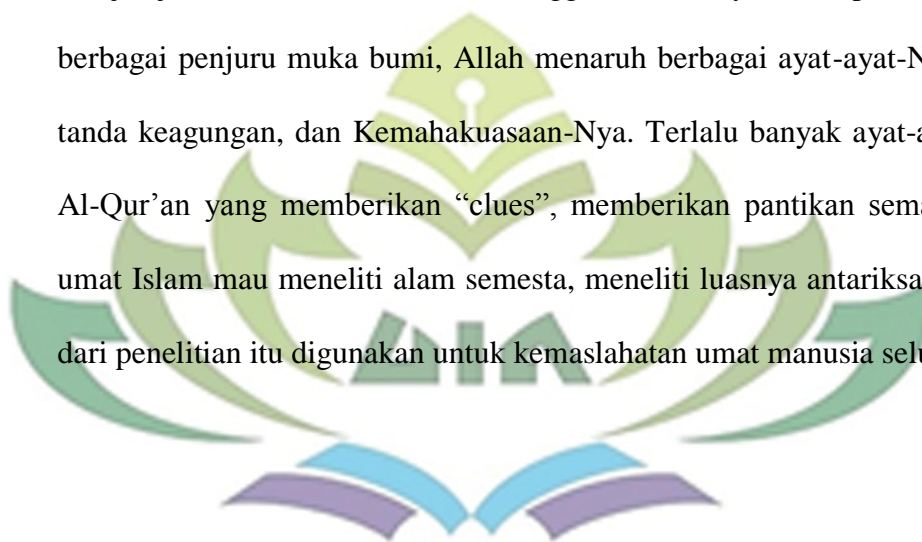 berbagai penjuru muka bumi, Allah menaruh berbagai ayat-ayat-N
tanda keagungan, dan Kemahakuasaan-Nya. Terlalu banyak ayat-a
Al-Qur’an yang memberikan “clues”, memberikan pantikan sema
umat Islam mau meneliti alam semesta, meneliti luasnya antariksa
dari penelitian itu digunakan untuk kemaslahatan umat manusia selu
UIN